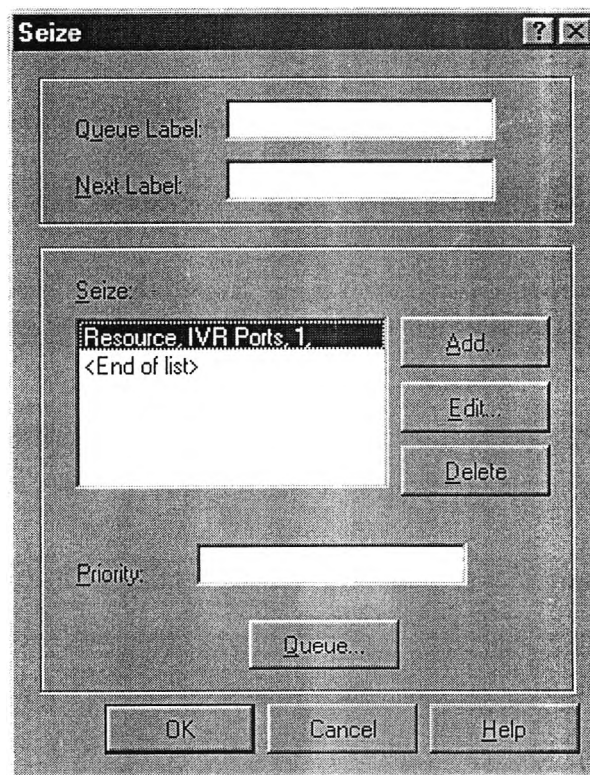 Seize
Queue Label:
Next Label:
Seize:
Resource, IVR Ports, 1,
<End of list>
Add...
Edit...
Delete
Priority:
Queue...
OK Cancel Help